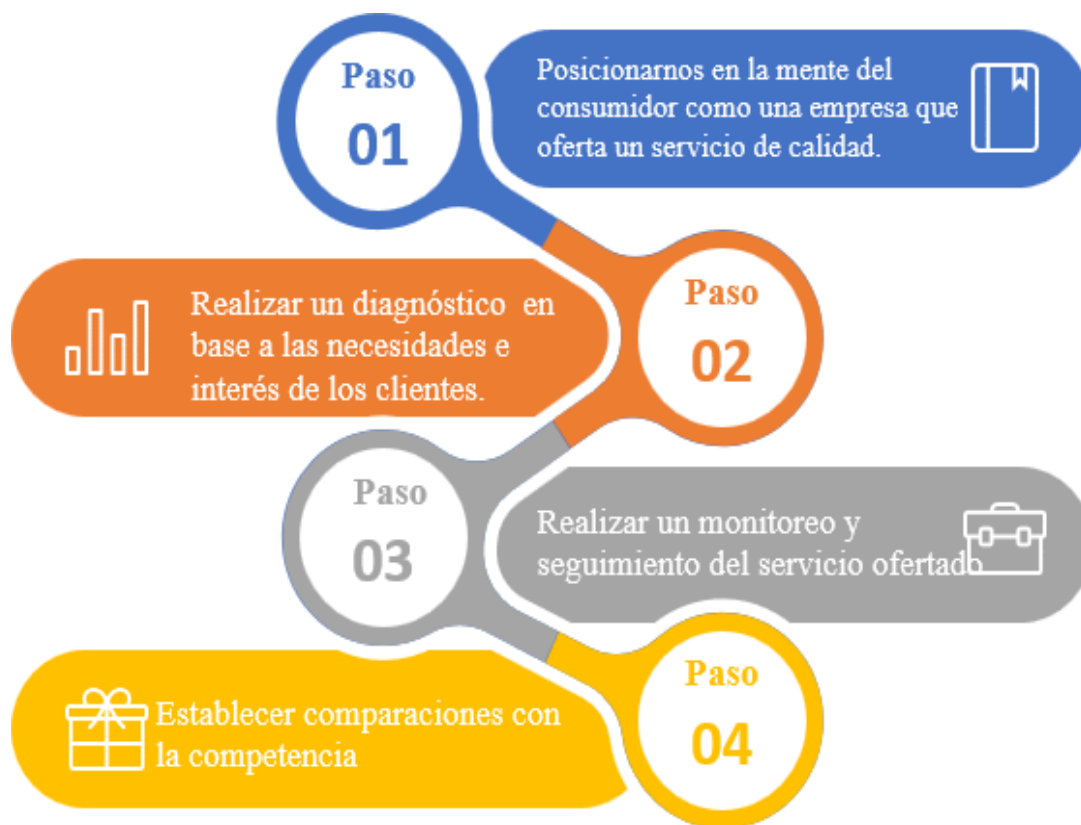 Paso
01
Posicionarnos en la mente del
consumidor como una empresa que
oferta un servicio de calidad.
Paso
02
Realizar un diagnóstico en
base a las necesidades e
interés de los clientes.
Paso
03
Realizar un monitoreo y
seguimiento del servicio ofertado
Paso
04
Establecer comparaciones con
la competencia